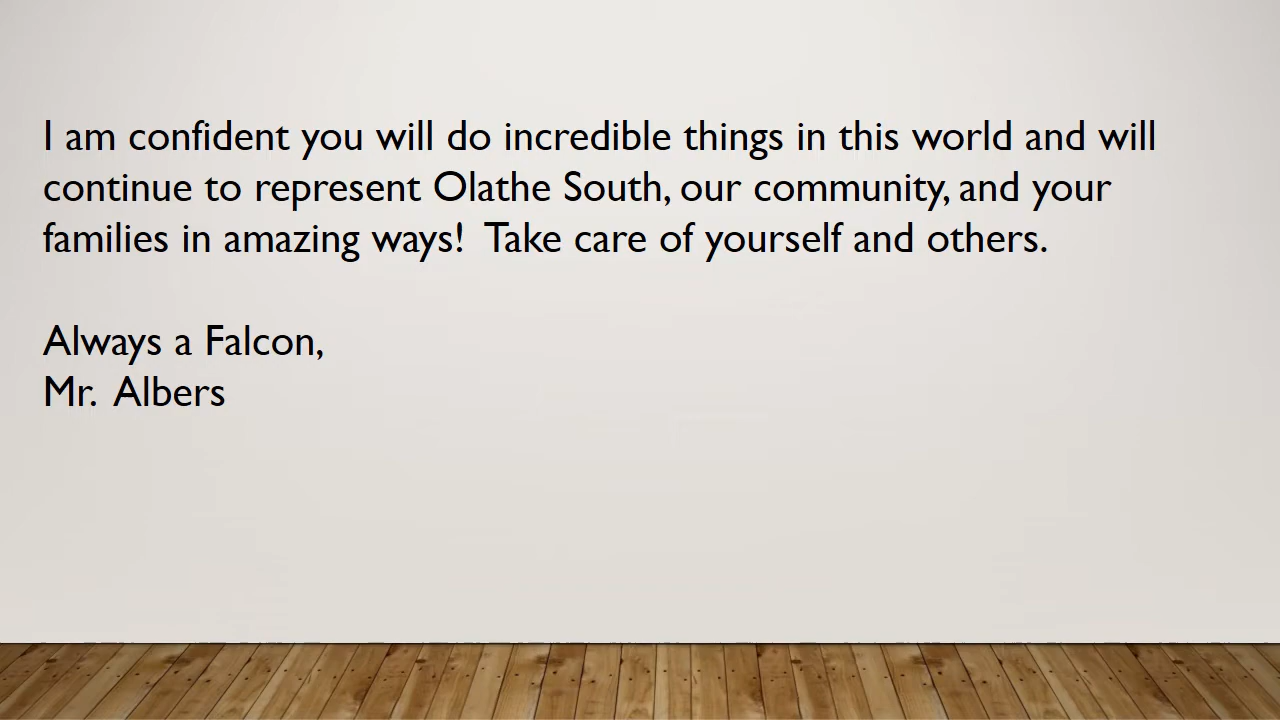 I am confident you will do incredible things in this world and will
continue to represent Olathe South, our community, and your
families in amazing ways!  Take care of yourself and others.
Always a Falcon,
Mr.  Albers